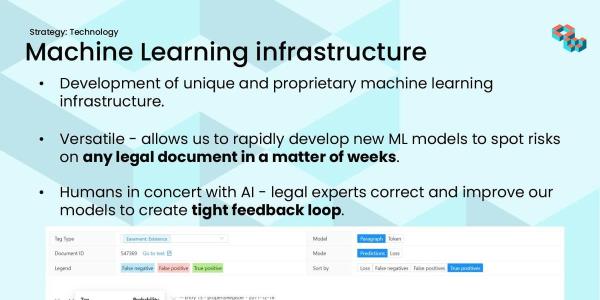 Strategy: Technology
Machine Learning infrastructure
• Development of unique and proprietary machine learning
infrastructure.
• Versatile - allows us to rapidly develop new ML models to spot risks
on any legal document in a matter of weeks.
• Humans in concert with AI - legal experts correct and improve our
models to create tight feedback loop.
Tag Type Easement: Existence Model Paragraph Token
Document ID 547369 Go to text Mode Predictions Loss
Legend False negative False positive True positive Sort by Loss False negatives False positives True positives
Tag Probability